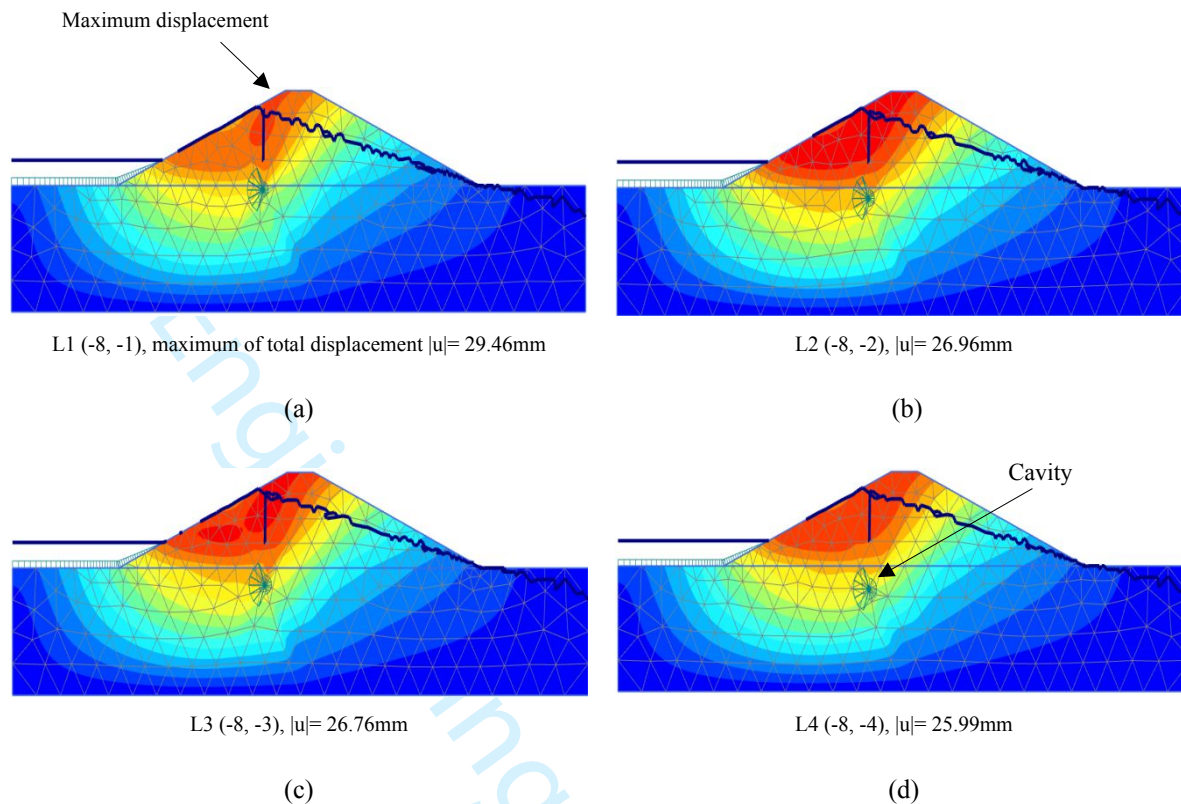 Maximum displacement
L1 (-8, -1), maximum of total displacement |u|= 29.46mm
L2 (-8, -2), |u|= 26.96mm
(a)
(b)
Cavity
L3 (-8, -3), |u|= 26.76mm
L4 (-8, -4), |u|= 25.99mm
(c)
(d)